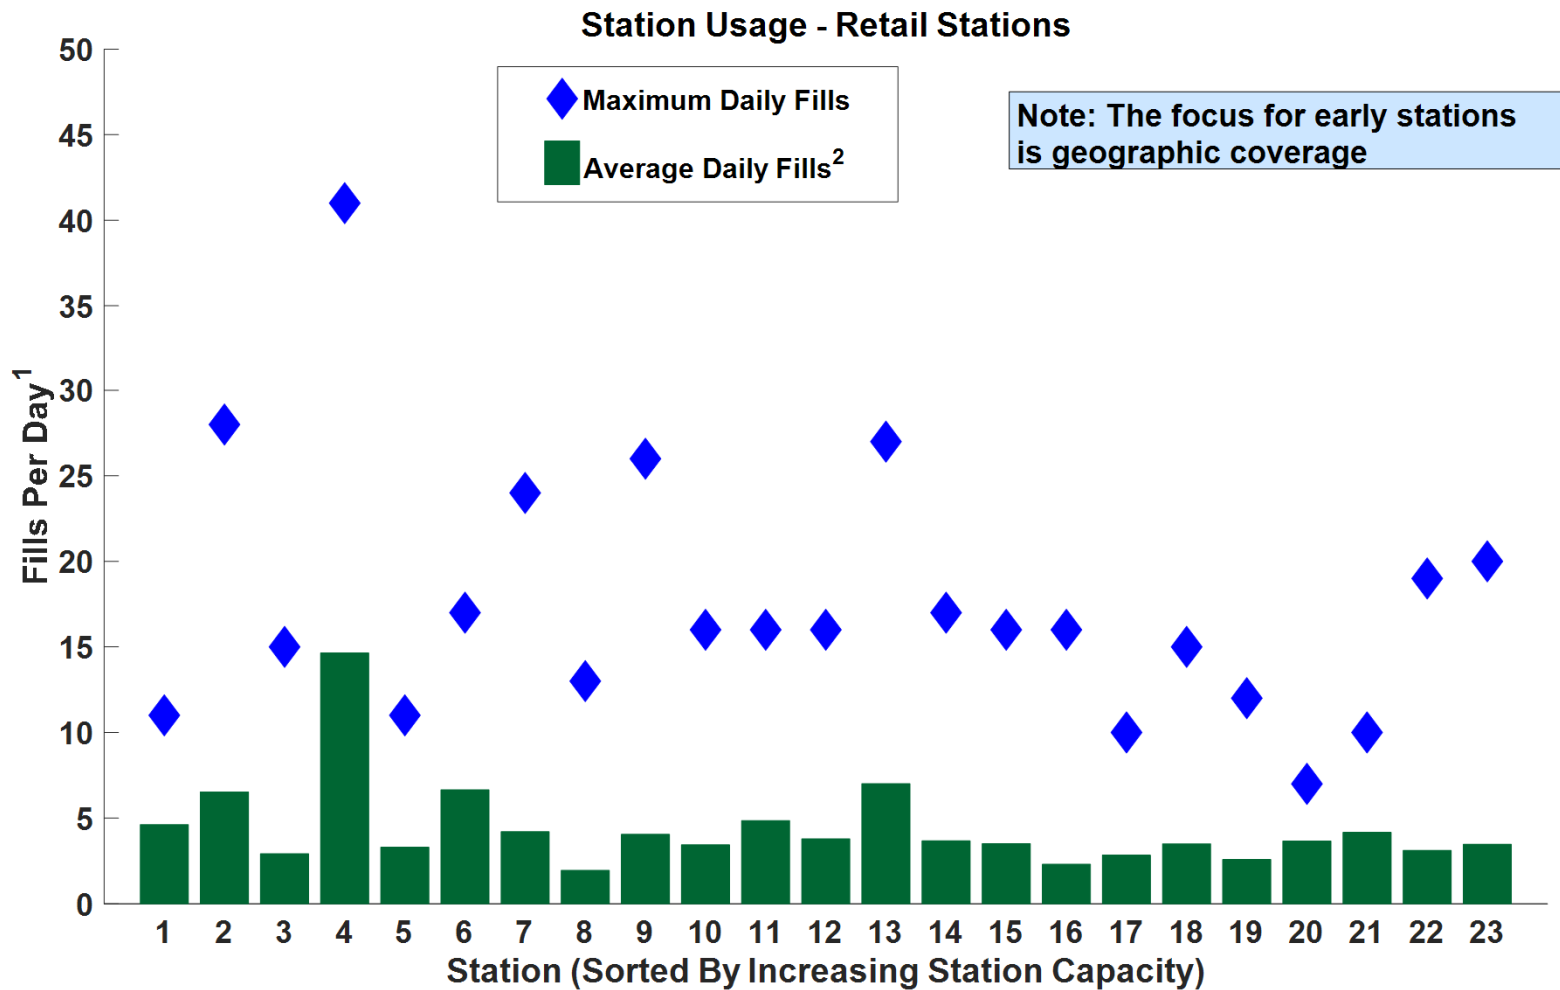 Station Usage - Retail Stations
50
45
40
35
30
25
20
15
10
5
0
Fills Per Day1
Maximum Daily Fills
Average Daily Fills2
Note: The focus for early stations
is geographic coverage
1 2 3 4 5 6 7 8 9 10 11 12 13 14 15 16 17 18 19 20 21 22 23
Station (Sorted By Increasing Station Capacity)